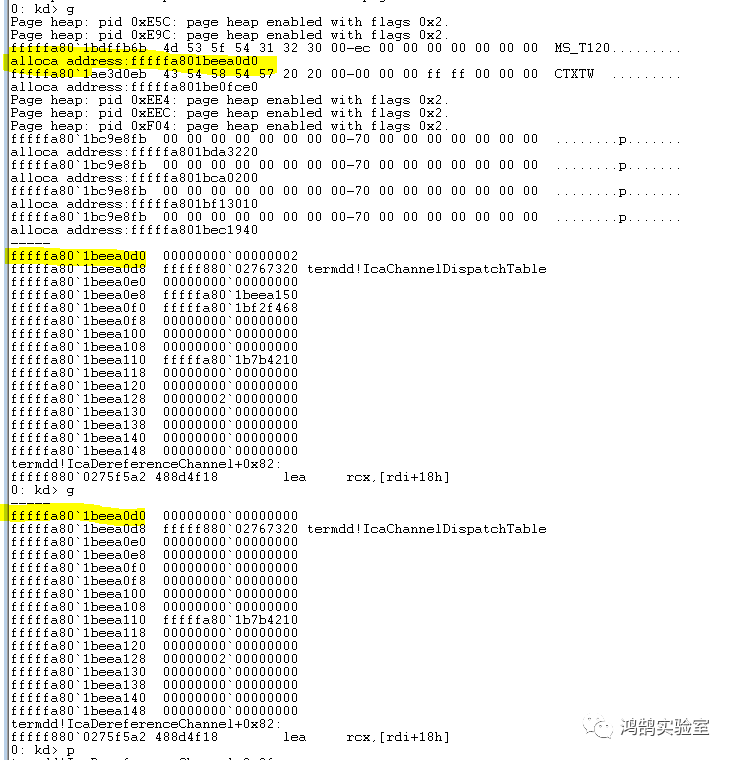 0: kd> g
Page heap: pid 0xE5C: page heap enabled with flags 0x2.
Page heap: pid 0xE9C: page heap enabled with flags 0x2.
fffffa80`1bdffb6b  4d 53 5f 54 31 32 30 00-ec 00 00 00 00 00 00 00  MS_T120.........
alloca address:fffffa801beea0d0
fffffa80`1ae3d0eb  43 54 58 54 57 20 20 00-00 00 00 ff ff 00 00 00  CTXTW  .........
alloca address:fffffa801be0fce0
Page heap: pid 0xEE4: page heap enabled with flags 0x2.
Page heap: pid 0xEEC: page heap enabled with flags 0x2.
Page heap: pid 0xF04: page heap enabled with flags 0x2.
fffffa80`1bc9e8fb  00 00 00 00 00 00 00 00-70 00 00 00 00 00 00 00  ........p.......
alloca address:fffffa801bda3220
fffffa80`1bc9e8fb  00 00 00 00 00 00 00 00-70 00 00 00 00 00 00 00  ........p.......
alloca address:fffffa801bca0200
fffffa80`1bc9e8fb  00 00 00 00 00 00 00 00-70 00 00 00 00 00 00 00  ........p.......
alloca address:fffffa801bf13010
fffffa80`1bc9e8fb  00 00 00 00 00 00 00 00-70 00 00 00 00 00 00 00  ........p.......
alloca address:fffffa801bec1940
-----
fffffa80`1beea0d0  00000000`00000002
fffffa80`1beea0d8  fffff880`02767320 termdd!IcaChannelDispatchTable
fffffa80`1beea0e0  00000000`00000000
fffffa80`1beea0e8  fffffa80`1beea150
fffffa80`1beea0f0  fffffa80`1bf2f468
fffffa80`1beea0f8  00000000`00000000
fffffa80`1beea100  00000000`00000000
fffffa80`1beea108  00000000`00000000
fffffa80`1beea110  fffffa80`1b7b4210
fffffa80`1beea118  00000000`00000000
fffffa80`1beea120  00000000`00000000
fffffa80`1beea128  00000002`00000000
fffffa80`1beea130  00000000`00000000
fffffa80`1beea138  00000000`00000000
fffffa80`1beea140  00000000`00000000
fffffa80`1beea148  00000000`00000000
termdd!IcaDereferenceChannel+0x82:
fffff880`0275f5a2 488d4f18        lea     rcx,[rdi+18h]
0: kd> g
-----
fffffa80`1beea0d0  00000000`00000000
fffffa80`1beea0d8  fffff880`02767320 termdd!IcaChannelDispatchTable
fffffa80`1beea0e0  00000000`00000000
fffffa80`1beea0e8  00000000`00000000
fffffa80`1beea0f0  00000000`00000000
fffffa80`1beea0f8  00000000`00000000
fffffa80`1beea100  00000000`00000000
fffffa80`1beea108  00000000`00000000
fffffa80`1beea110  fffffa80`1b7b4210
fffffa80`1beea118  00000000`00000000
fffffa80`1beea120  00000000`00000000
fffffa80`1beea128  00000002`00000000
fffffa80`1beea130  00000000`00000000
fffffa80`1beea138  00000000`00000000
fffffa80`1beea140  00000000`00000000
fffffa80`1beea148  00000000`00000000
termdd!IcaDereferenceChannel+0x82:
fffff880`0275f5a2 488d4f18        lea     rcx,[rdi+18h]
0: kd> p
鸿鹄实验室